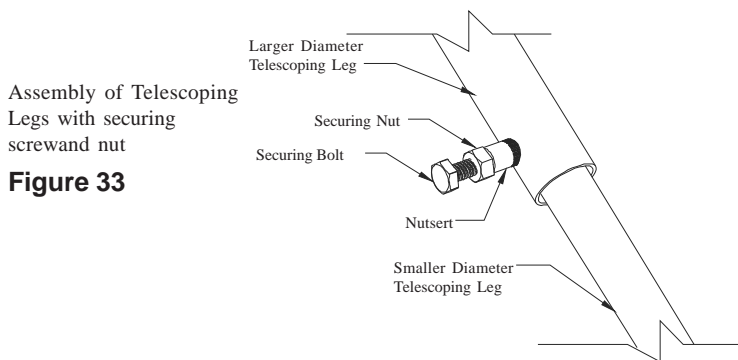 Assembly of Telescoping
Legs with securing
screwand nut
Figure 33
Larger Diameter
Telescoping Leg
Securing Nut
Securing Bolt
Nutsert
Smaller Diameter
Telescoping Leg